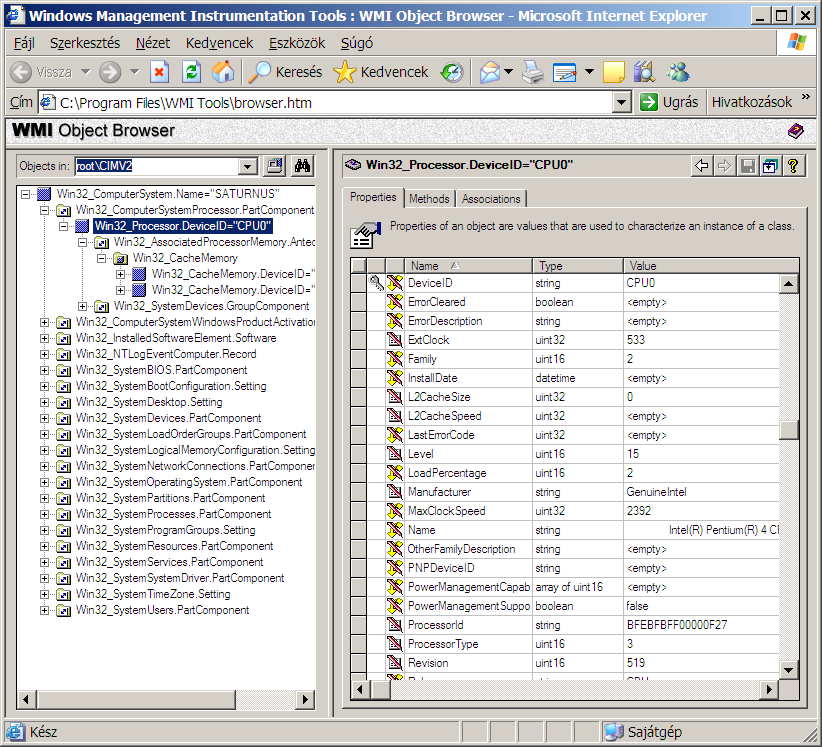 Windows Management Instrumentation Tools : WMI Object Browser - Microsoft Internet Explorer
Fájl Szerkesztés Nézet Kedvencek Eszközök Súgó
Vissza Keresés Kedvencek
Cím C:\Program Files\WMI Tools\browser.htm Ugrás Hivatkozások »
WMI Object Browser
Objects in: root\CIMV2
Win32_ComputerSystem.Name="SATURNUS"
Win32_ComputerSystemProcessor.PartComponent
Win32_Processor.DeviceID="CPU0"
Win32_AssociatedProcessorMemory.Antec
Win32_CacheMemory
Win32_CacheMemory.DeviceID="
Win32_CacheMemory.DeviceID="
Win32_SystemDevices.GroupComponent
Win32_ComputerSystemWindowsProductActivation
Win32_InstalledSoftwareElement.Software
Win32_NTLogEventComputer.Record
Win32_SystemBIOS.PartComponent
Win32_SystemBootConfiguration.Setting
Win32_SystemDesktop.Setting
Win32_SystemDevices.PartComponent
Win32_SystemLoadOrderGroups.PartComponent
Win32_SystemLogicalMemoryConfiguration.Setting
Win32_SystemNetworkConnections.PartComponer
Win32_SystemOperatingSystem.PartComponent
Win32_SystemPartitions.PartComponent
Win32_SystemProcesses.PartComponent
Win32_SystemProgramGroups.Setting
Win32_SystemResources.PartComponent
Win32_SystemServices.PartComponent
Win32_SystemSystemDriver.PartComponent
Win32_SystemTimeZone.Setting
Win32_SystemUsers.PartComponent
Win32_Processor.DeviceID="CPU0"
Properties Methods Associations
Properties of an object are values that are used to characterize an instance of a class.
Name Type Value
DeviceID string CPU0
ErrorCleared boolean <empty>
ErrorDescription string <empty>
ExtClock uint32 533
Family uint16 2
InstallDate datetime <empty>
L2CacheSize uint32 0
L2CacheSpeed uint32 <empty>
LastErrorCode uint32 <empty>
Level uint16 15
LoadPercentage uint16 2
Manufacturer string GenuineIntel
MaxClockSpeed uint32 2392
Name string Intel(R) Pentium(R) 4 CP
OtherFamilyDescription string <empty>
PNPDeviceID string <empty>
PowerManagementCapab array of uint16 <empty>
PowerManagementSuppo boolean false
ProcessorId string BFEBFBFF00000F27
ProcessorType uint16 3
Revision uint16 519
Kész Sajátgép